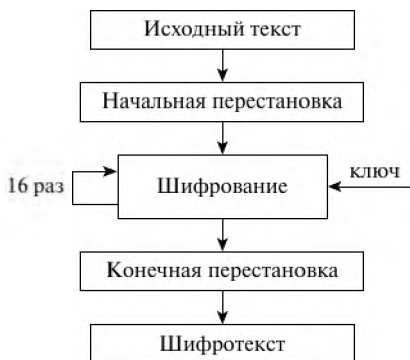 Исходный текст
Начальная перестановка
ключ
16 раз
Шифрование
Конечная перестановка
Шифротекст